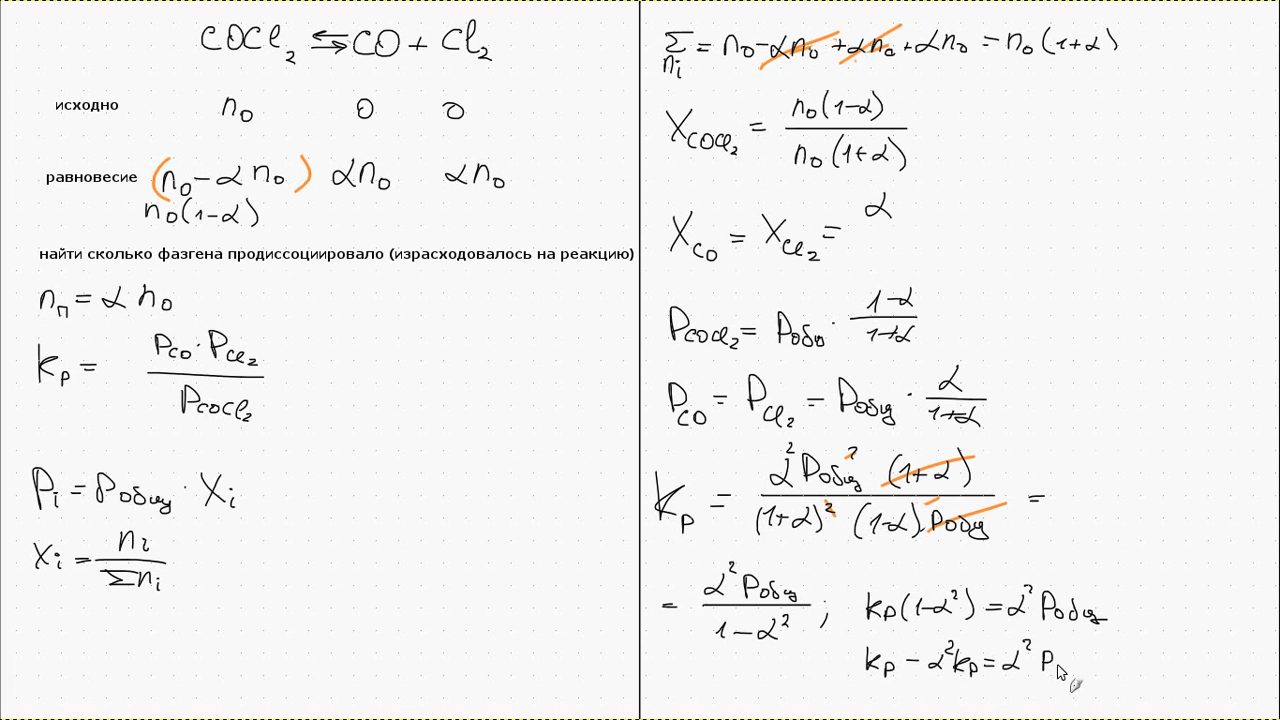 COCl₂ ⇆ CO + Cl₂
исходно n₀ 0 0
равновесие (n₀ − α n₀) αn₀ αn₀
n₀(1−α)
найти сколько фазгена продиссоциировало (израсходовалось на реакцию)
nₙ = α n₀
Kₚ = P_CO · P_Cl₂ / P_COCl₂
Pᵢ = Pобщ · Xᵢ
Xᵢ = nᵢ / Σnᵢ
Σnᵢ = n₀ − αn₀ + αn₀ + αn₀ = n₀(1+α)
X_COCl₂ = n₀(1−α) / n₀(1+α)
X_CO = X_Cl₂ = α
P_COCl₂ = Pобщ · 1−α / 1+α
P_CO = P_Cl₂ = Pобщ · α / 1+α
Kₚ = α² Pобщ² (1+α) / (1+α)² (1−α) · Pобщ =
= α² Pобщ / 1−α² ; Kₚ(1−α²) = α² Pобщ
Kₚ − α²Kₚ = α² P